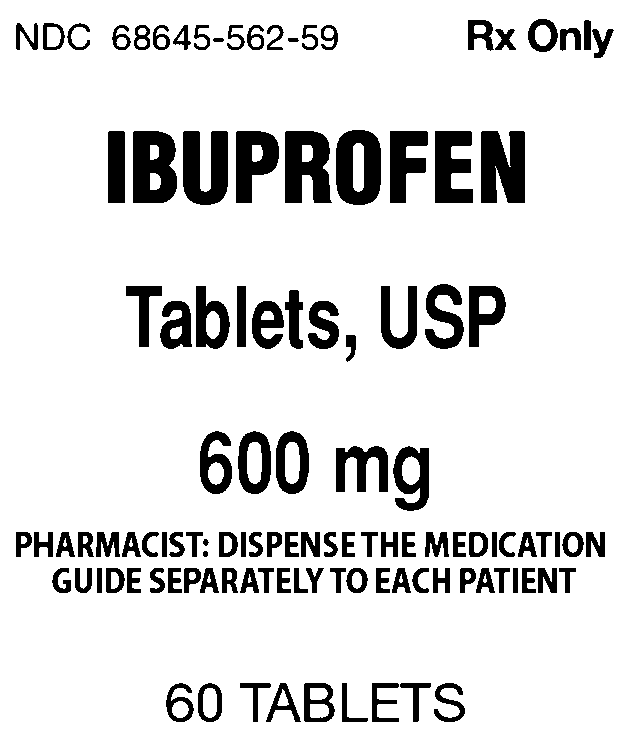 NDC 68645-562-59 Rx Only
IBUPROFEN
Tablets, USP
600 mg
PHARMACIST: DISPENSE THE MEDICATION
GUIDE SEPARATELY TO EACH PATIENT
60 TABLETS